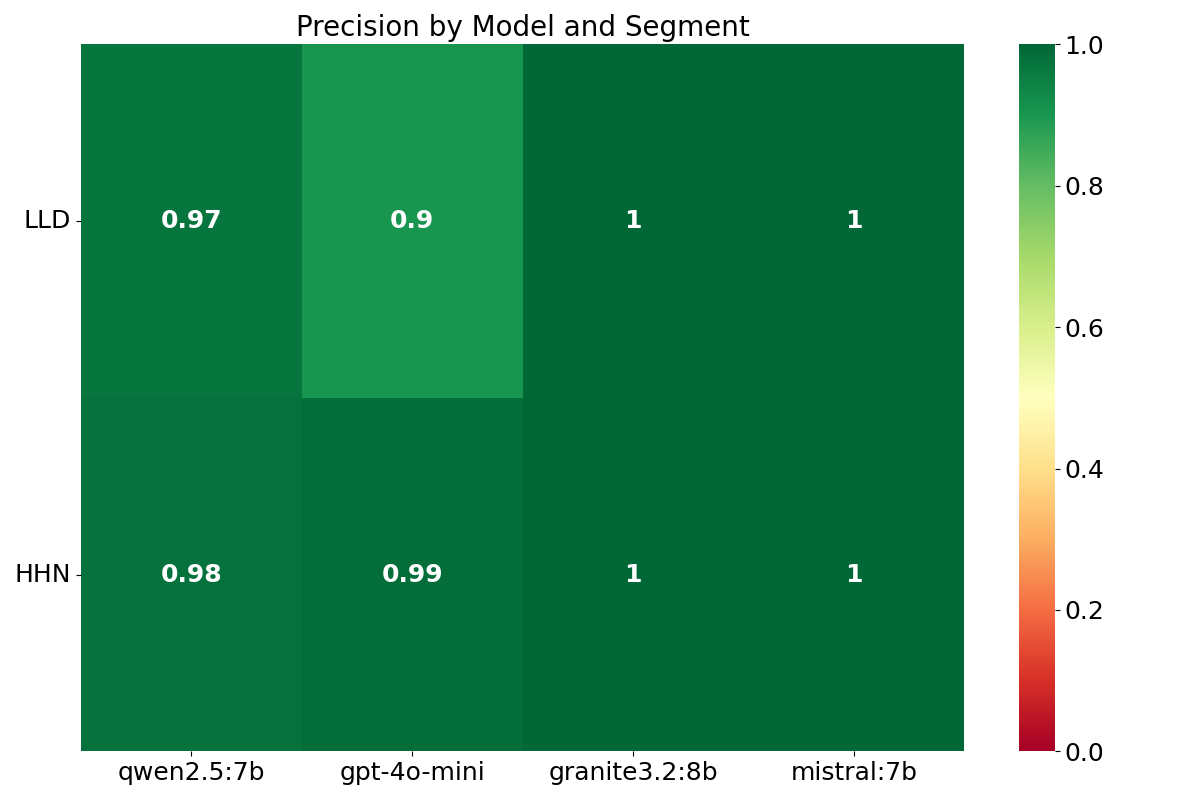 Precision by Model and Segment
LLD
0.97
0.9
1
1
HHN
0.98
0.99
1
1
qwen2.5:7b
gpt-4o-mini
granite3.2:8b
mistral:7b
1.0
0.8
0.6
0.4
0.2
0.0